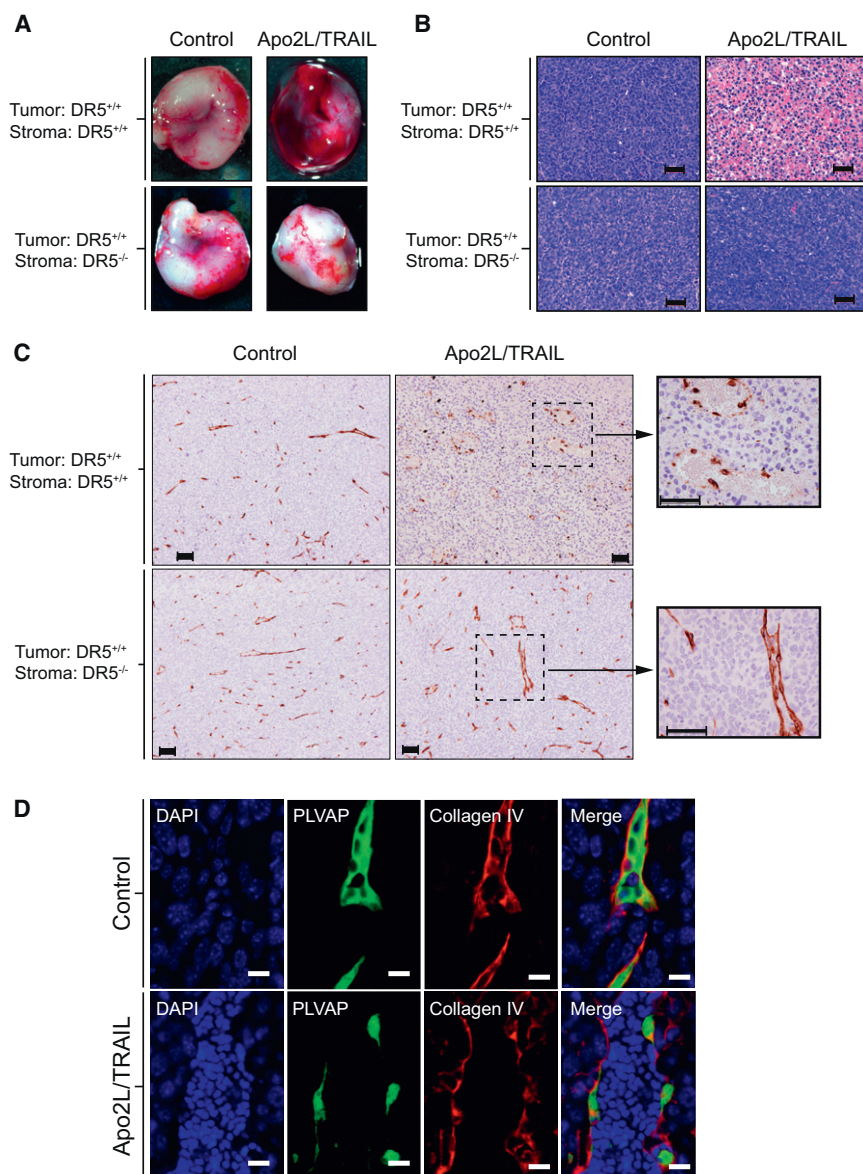 A
Control Apo2L/TRAIL
Tumor: DR5+/+
Stroma: DR5+/+
Tumor: DR5+/+
Stroma: DR5-/-
B
Control Apo2L/TRAIL
Tumor: DR5+/+
Stroma: DR5+/+
Tumor: DR5+/+
Stroma: DR5-/-
C
Control Apo2L/TRAIL
Tumor: DR5+/+
Stroma: DR5+/+
Tumor: DR5+/+
Stroma: DR5-/-
D
Control
DAPI PLVAP Collagen IV Merge
Apo2L/TRAIL
DAPI PLVAP Collagen IV Merge